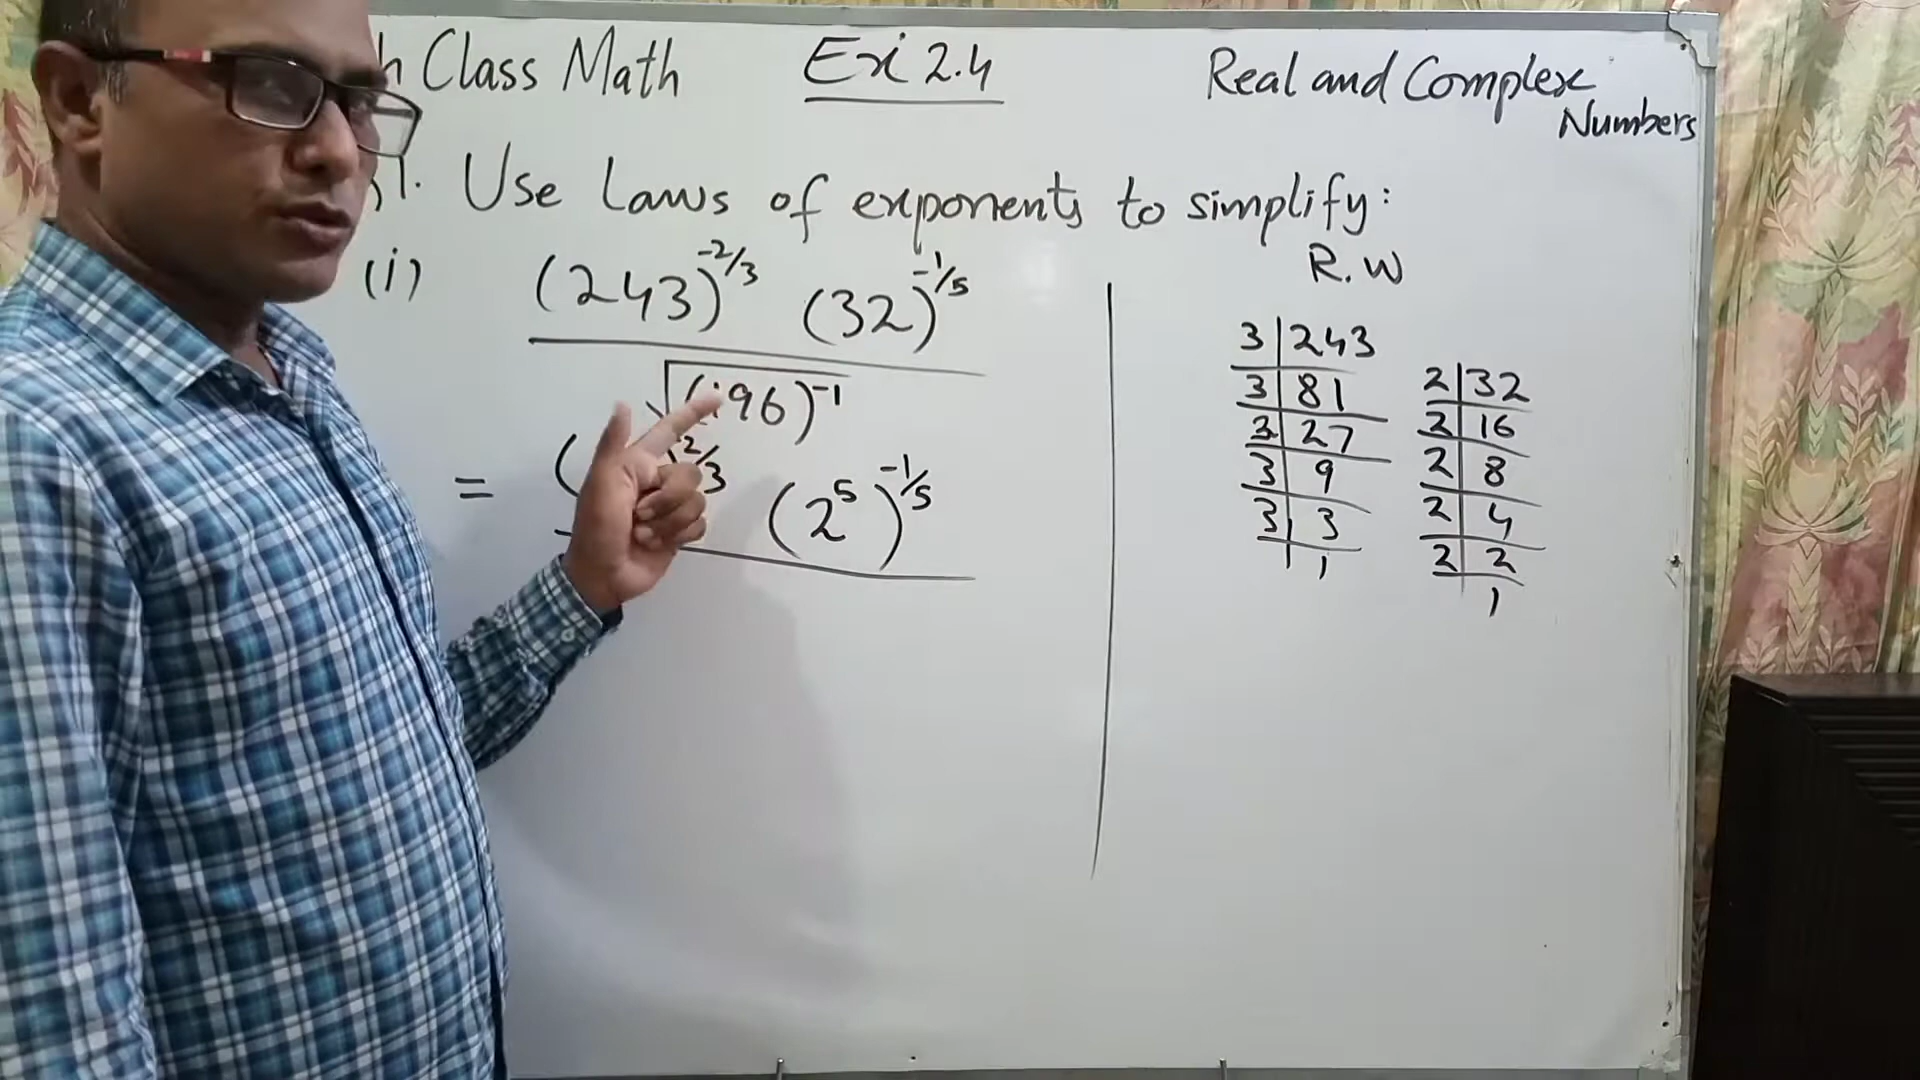 h Class Math Ex 2.4 Real and Complex Numbers
1. Use Laws of exponents to simplify:
(i) (243)^-2/3 (32)^-1/5
√(196)^-1
= ( )^-2/3 (2^5)^-1/5
R.W
3 | 243
3 | 81
3 | 27
3 | 9
3 | 3
1
2 | 32
2 | 16
2 | 8
2 | 4
2 | 2
1